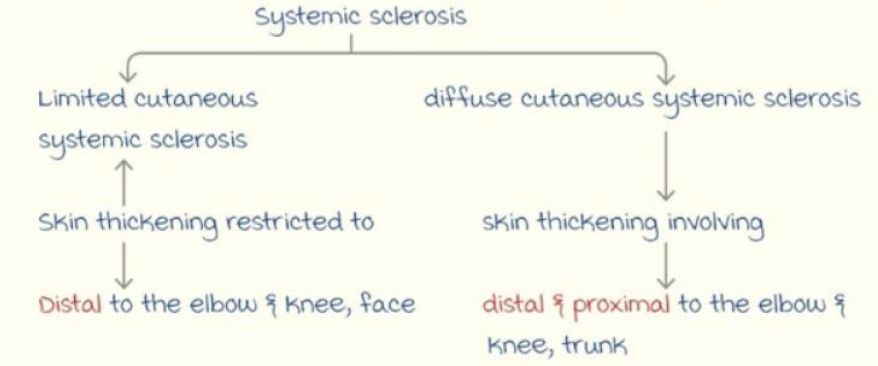 Systemic sclerosis
Limited cutaneous
systemic sclerosis
diffuse cutaneous systemic sclerosis
Skin thickening restricted to
skin thickening involving
Distal to the elbow & knee, face
distal & proximal to the elbow &
knee, trunk